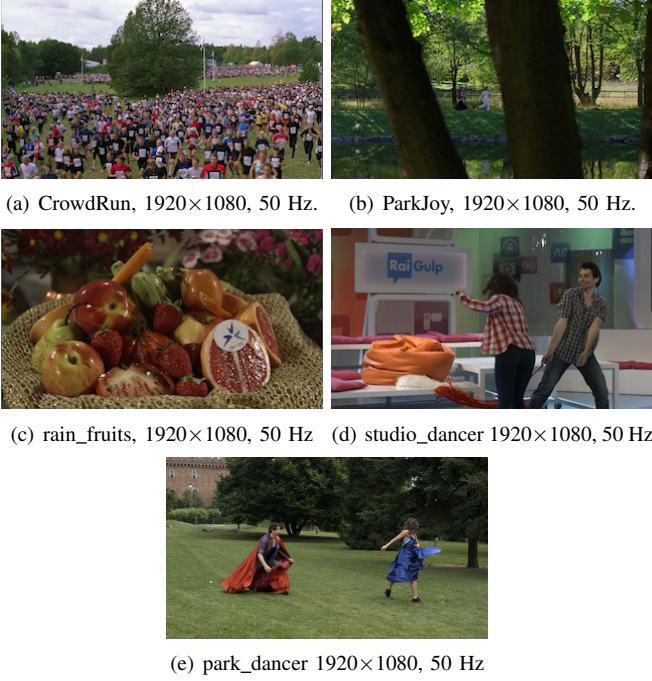 (a) CrowdRun, 1920×1080, 50 Hz.
(b) ParkJoy, 1920×1080, 50 Hz.
Rai Gulp
(c) rain_fruits, 1920×1080, 50 Hz
(d) studio_dancer 1920×1080, 50 Hz
(e) park_dancer 1920×1080, 50 Hz